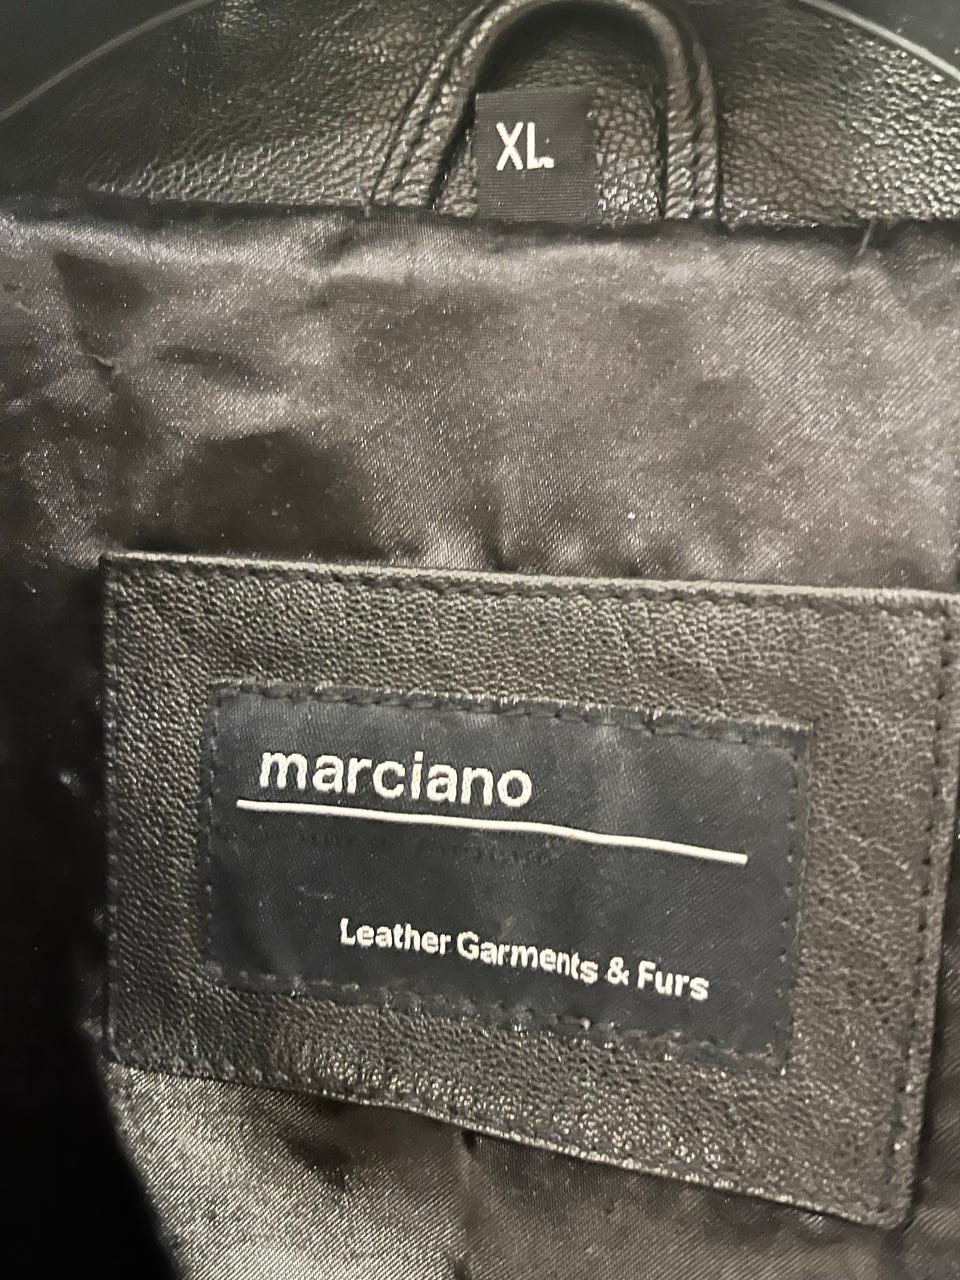 XL
marciano
Leather Garments & Furs